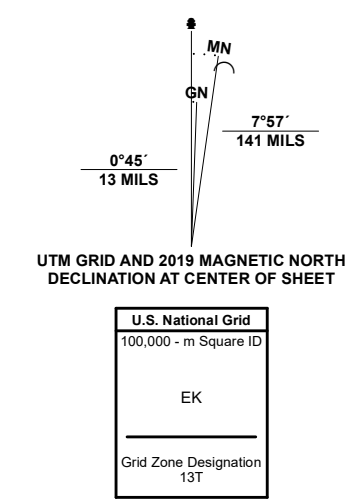 MN
GN
7°57´
141 MILS
0°45´
13 MILS
UTM GRID AND 2019 MAGNETIC NORTH
DECLINATION AT CENTER OF SHEET
U.S. National Grid
100,000 - m Square ID
EK
Grid Zone Designation
13T